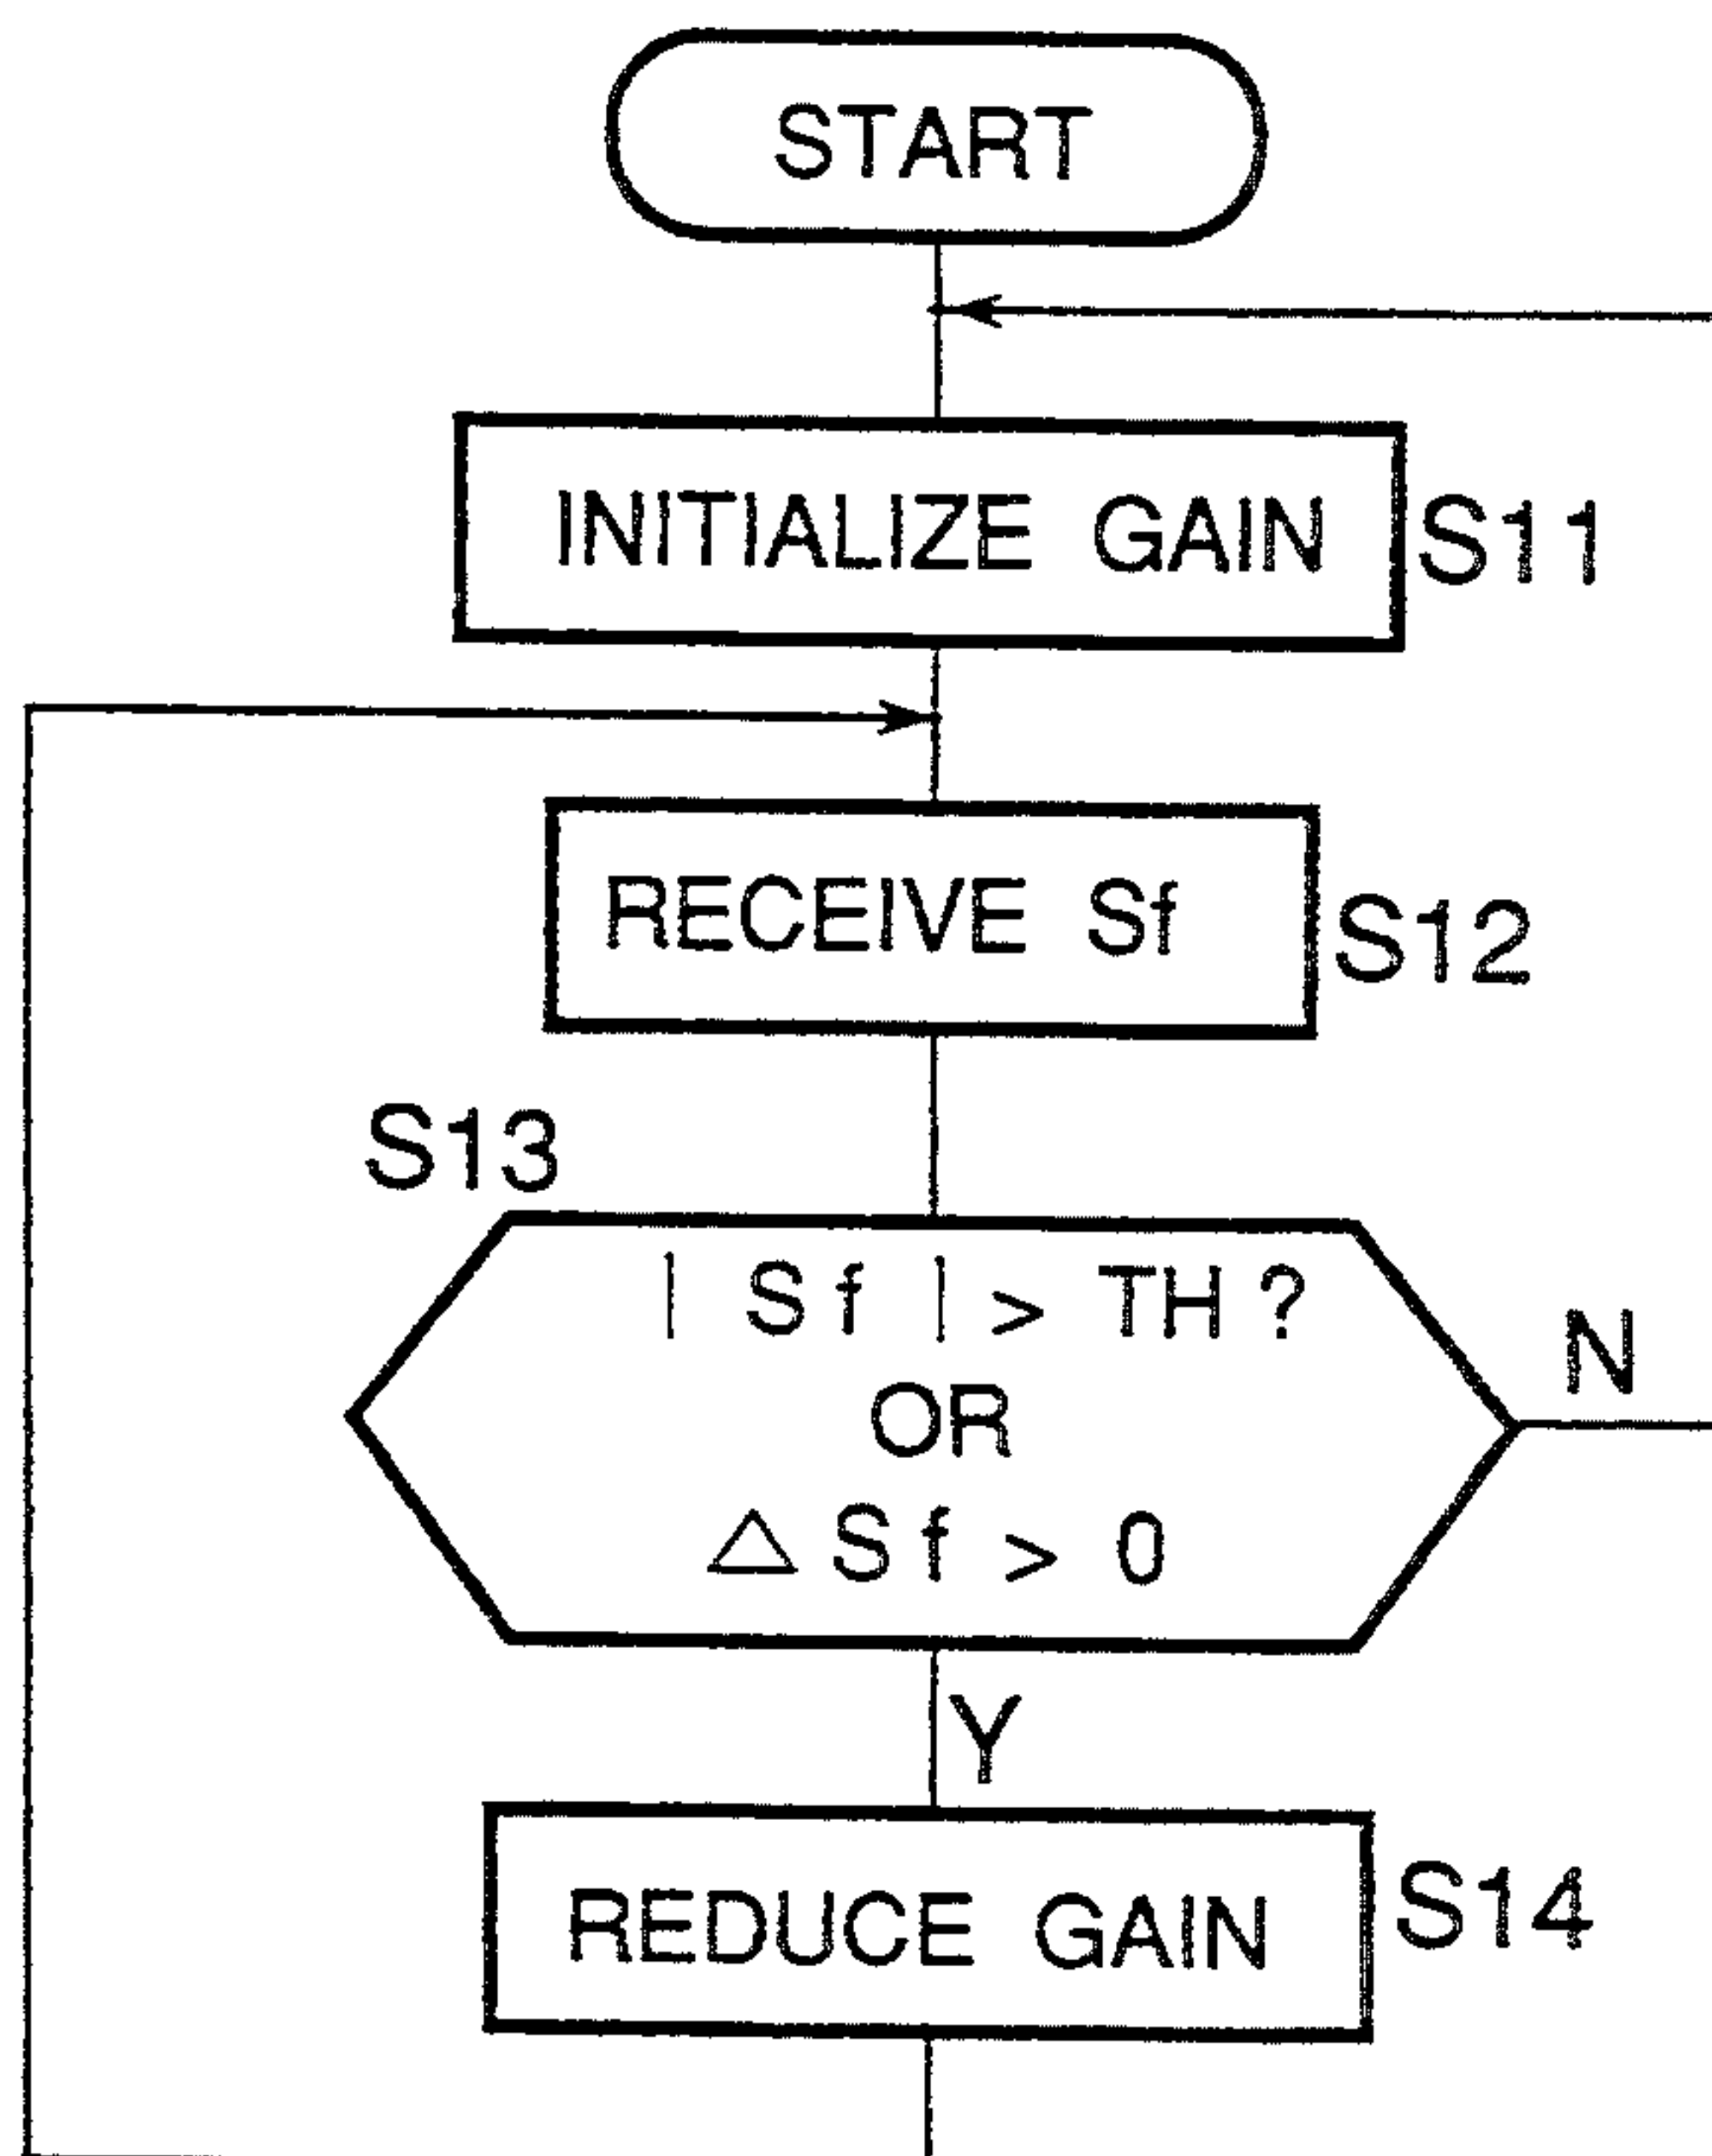 START
INITIALIZE GAIN
S11
RECEIVE Sf
S12
S13
| Sf | > TH ?
OR
△ Sf > 0
N
Y
REDUCE GAIN
S14